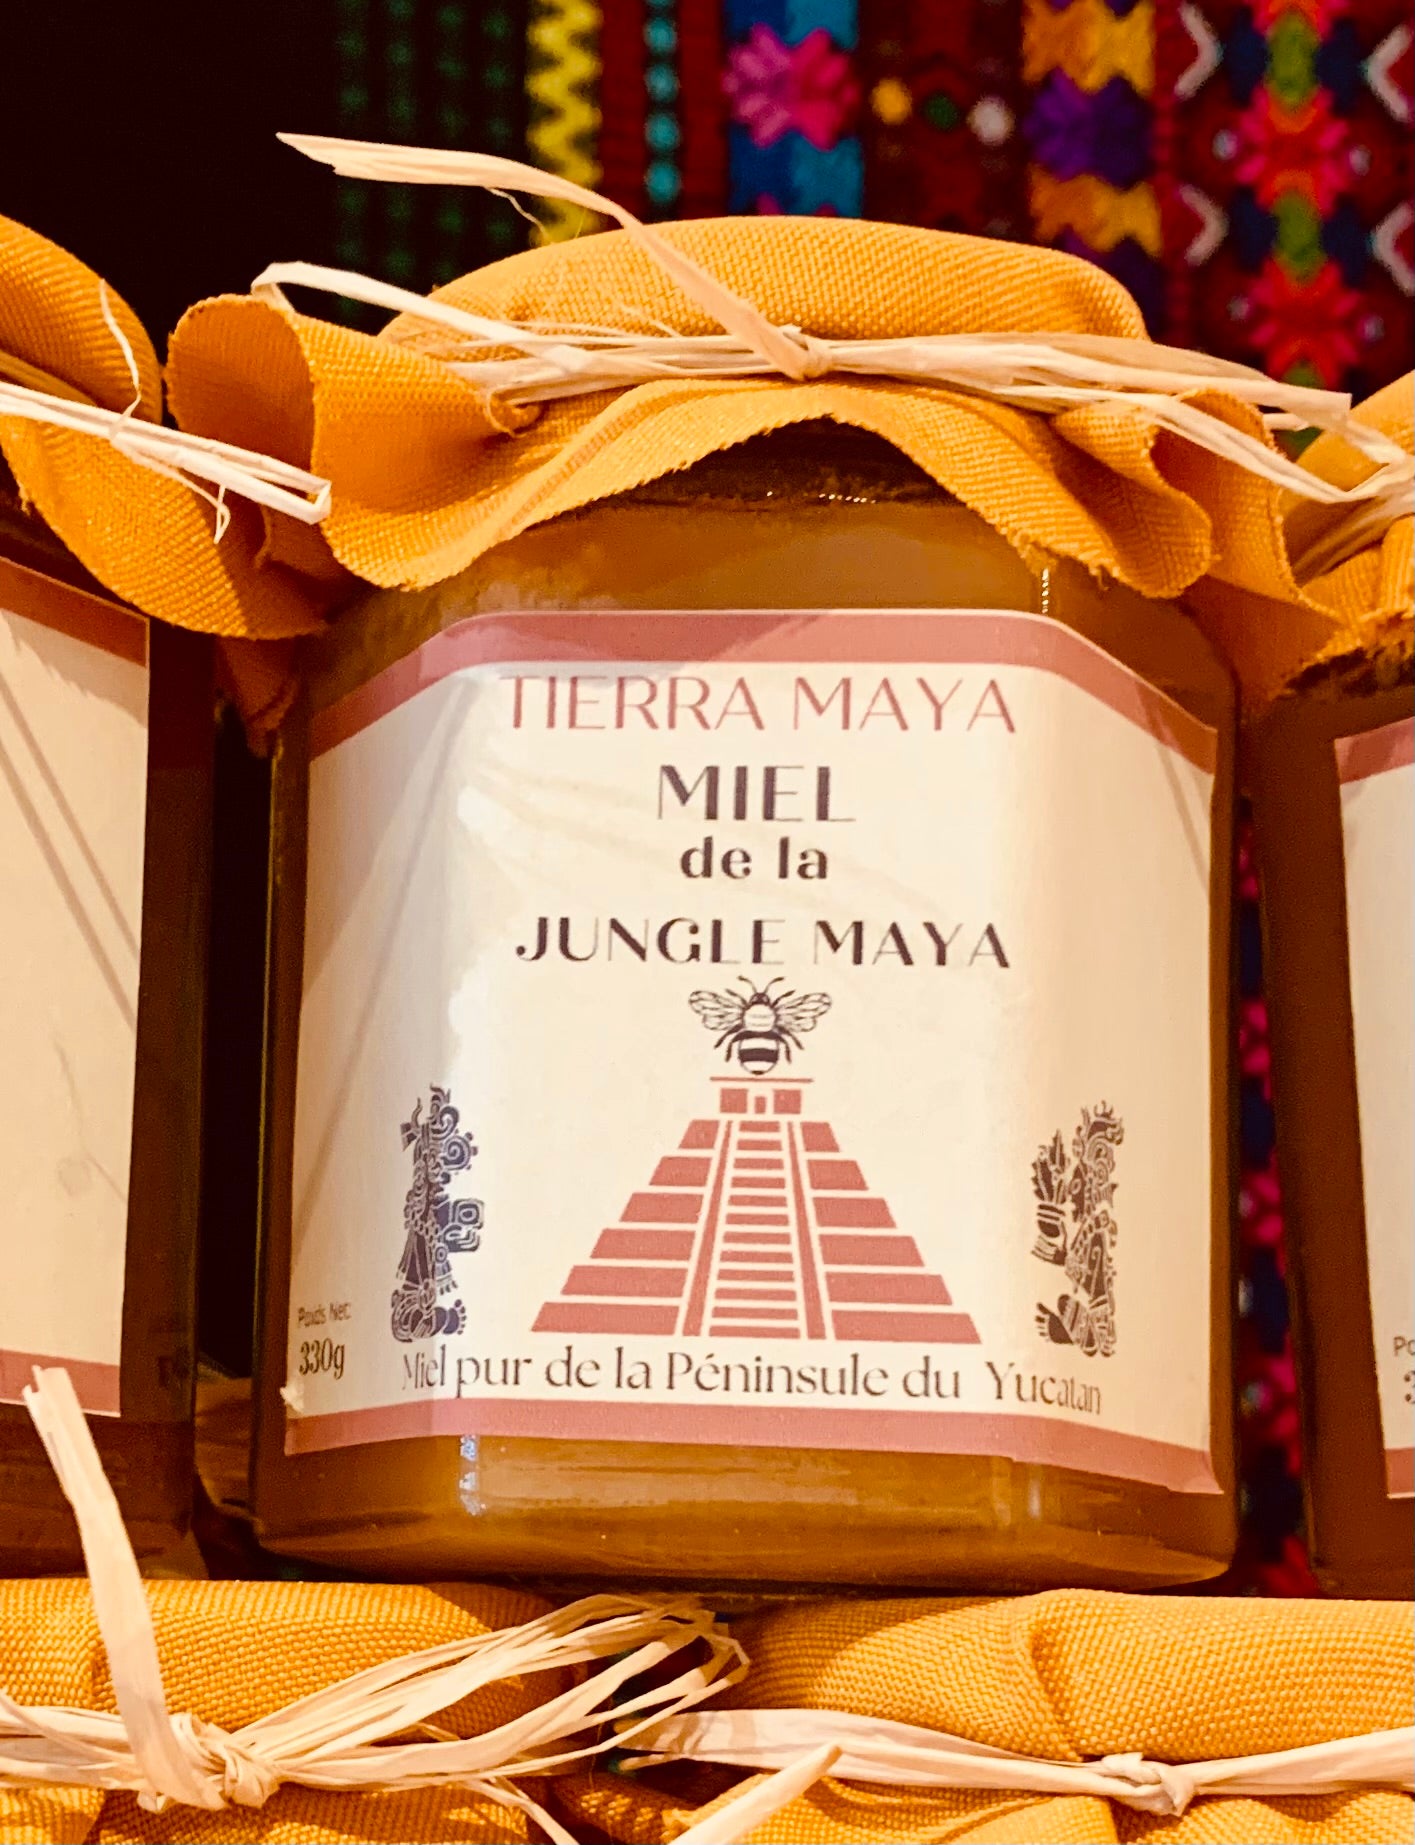 TIERRA MAYA
MIEL
de la
JUNGLE MAYA
Poids Net:
330g
Miel pur de la Péninsule du Yucatan